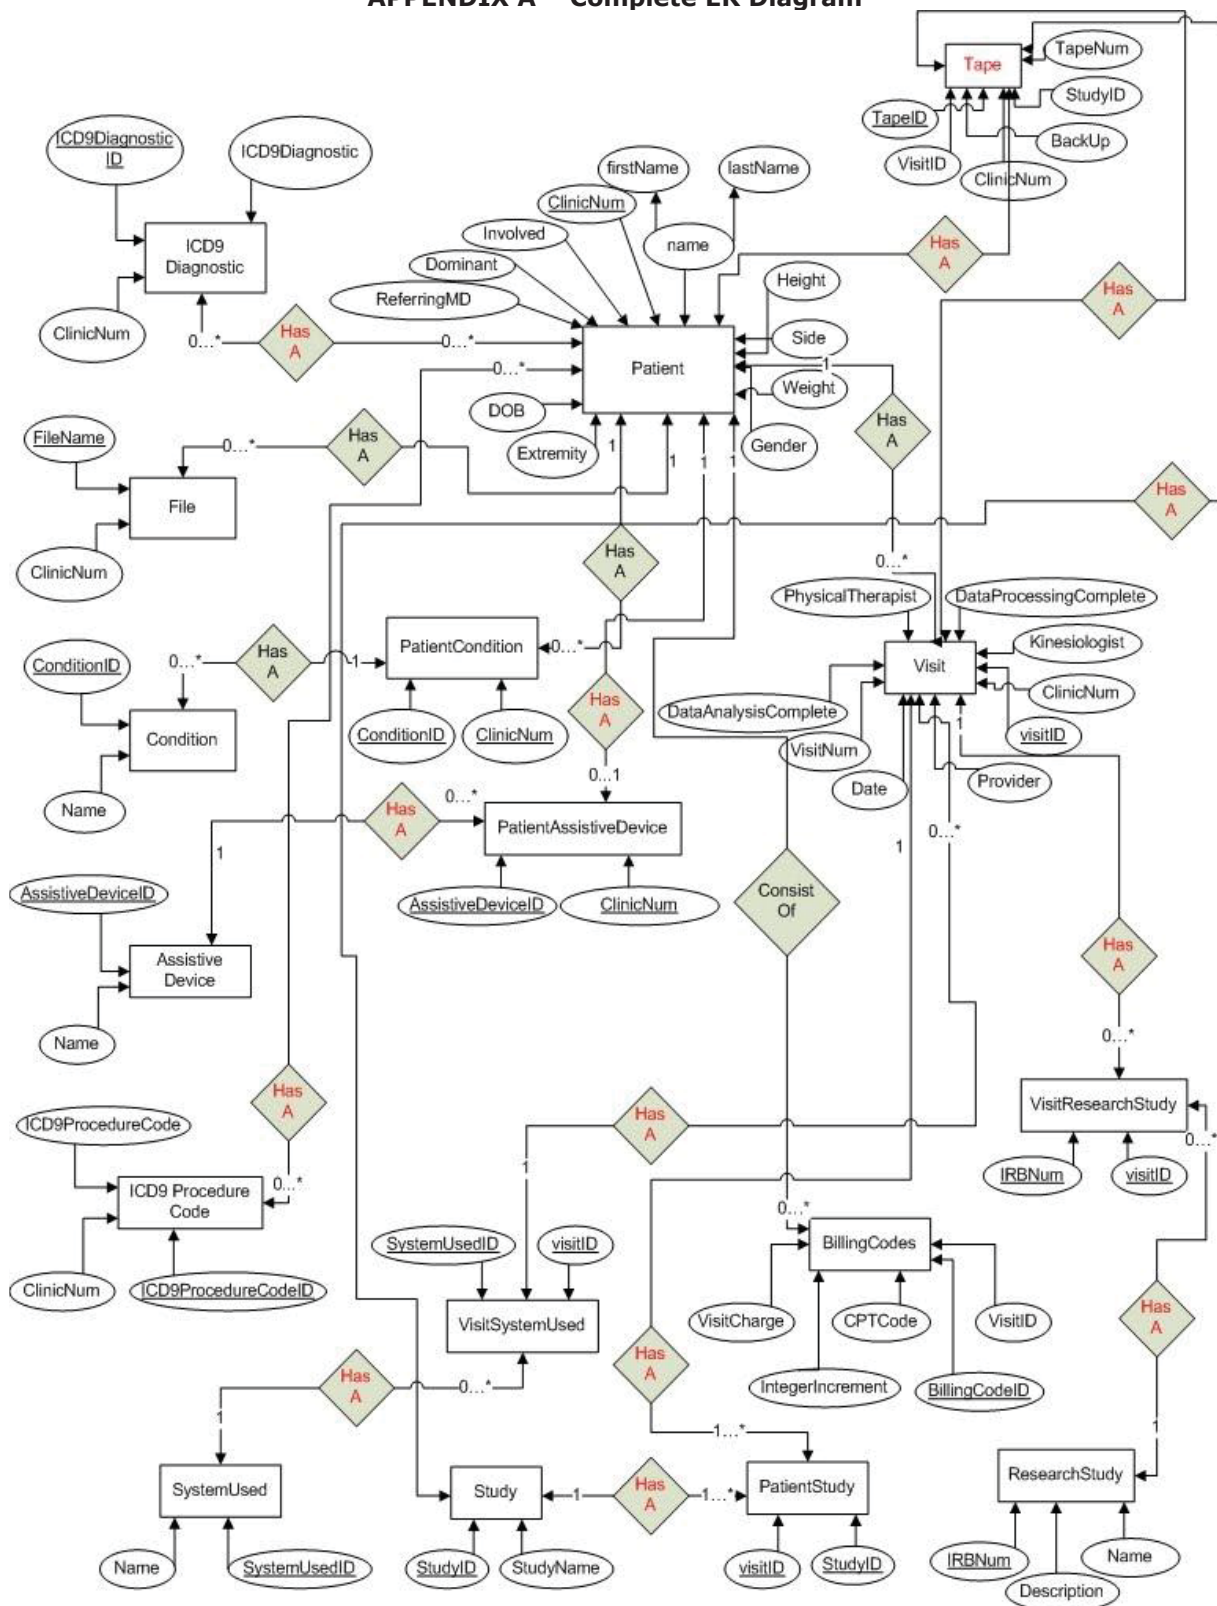 APPENDIX A Complete ER Diagram
Tape
TapeNum
StudyID
TapeID
BackUp
VisitID
ClinicNum
ICD9Diagnostic
ID
ICD9Diagnostic
firstName
lastName
ClinicNum
Involved
name
Dominant
ReferringMD
ICD9
Diagnostic
Has
A
Height
Has
A
ClinicNum
0...*
Has
A
0...*
Side
Patient
1
0...*
Weight
DOB
FileName
0...*
Has
A
Extremity
1
1
1
1
Gender
Has
A
File
Has
A
ClinicNum
Has
A
0...*
PhysicalTherapist
DataProcessingComplete
Kinesiologist
PatientCondition
0...*
ConditionID
0...*
Has
A
1
Visit
ClinicNum
Has
A
DataAnalysisComplete
1
visitID
Condition
ConditionID
ClinicNum
VisitNum
Provider
Date
Name
0...1
0...*
Has
A
PatientAssistiveDevice
0...*
1
1
AssistiveDeviceID
AssistiveDeviceID
ClinicNum
Consist
Of
Assistive
Device
Has
A
Name
0...*
Has
A
Has
A
VisitResearchStudy
ICD9ProcedureCode
0...*
1
IRBNum
visitID
ICD9 Procedure
Code
0...*
0...*
SystemUsedID
visitID
BillingCodes
ClinicNum
ICD9ProcedureCodeID
VisitCharge
CPTCode
VisitID
VisitSystemUsed
Has
A
Has
A
Has
A
0...*
IntegerIncrement
BillingCodeID
1
1...*
1
SystemUsed
Study
1
Has
A
1...*
PatientStudy
ResearchStudy
Name
SystemUsedID
StudyID
StudyName
visitID
StudyID
IRBNum
Name
Description